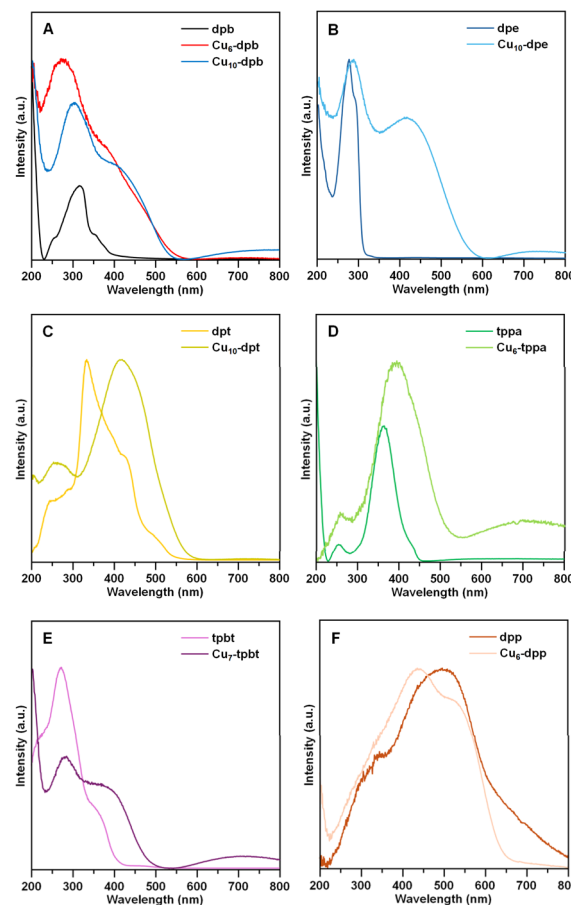 A
dpb
Cu₆-dpb
Cu₁₀-dpb
Intensity (a.u.)
200 300 400 500 600 700 800
Wavelength (nm)
B
dpe
Cu₁₀-dpe
Intensity (a.u.)
200 300 400 500 600 700 800
Wavelength (nm)
C
dpt
Cu₁₀-dpt
Intensity (a.u.)
200 300 400 500 600 700 800
Wavelength (nm)
D
tppa
Cu₆-tppa
Intensity (a.u.)
200 300 400 500 600 700 800
Wavelength (nm)
E
tpbt
Cu₇-tpbt
Intensity (a.u.)
200 300 400 500 600 700 800
Wavelength (nm)
F
dpp
Cu₆-dpp
Intensity (a.u.)
200 300 400 500 600 700 800
Wavelength (nm)